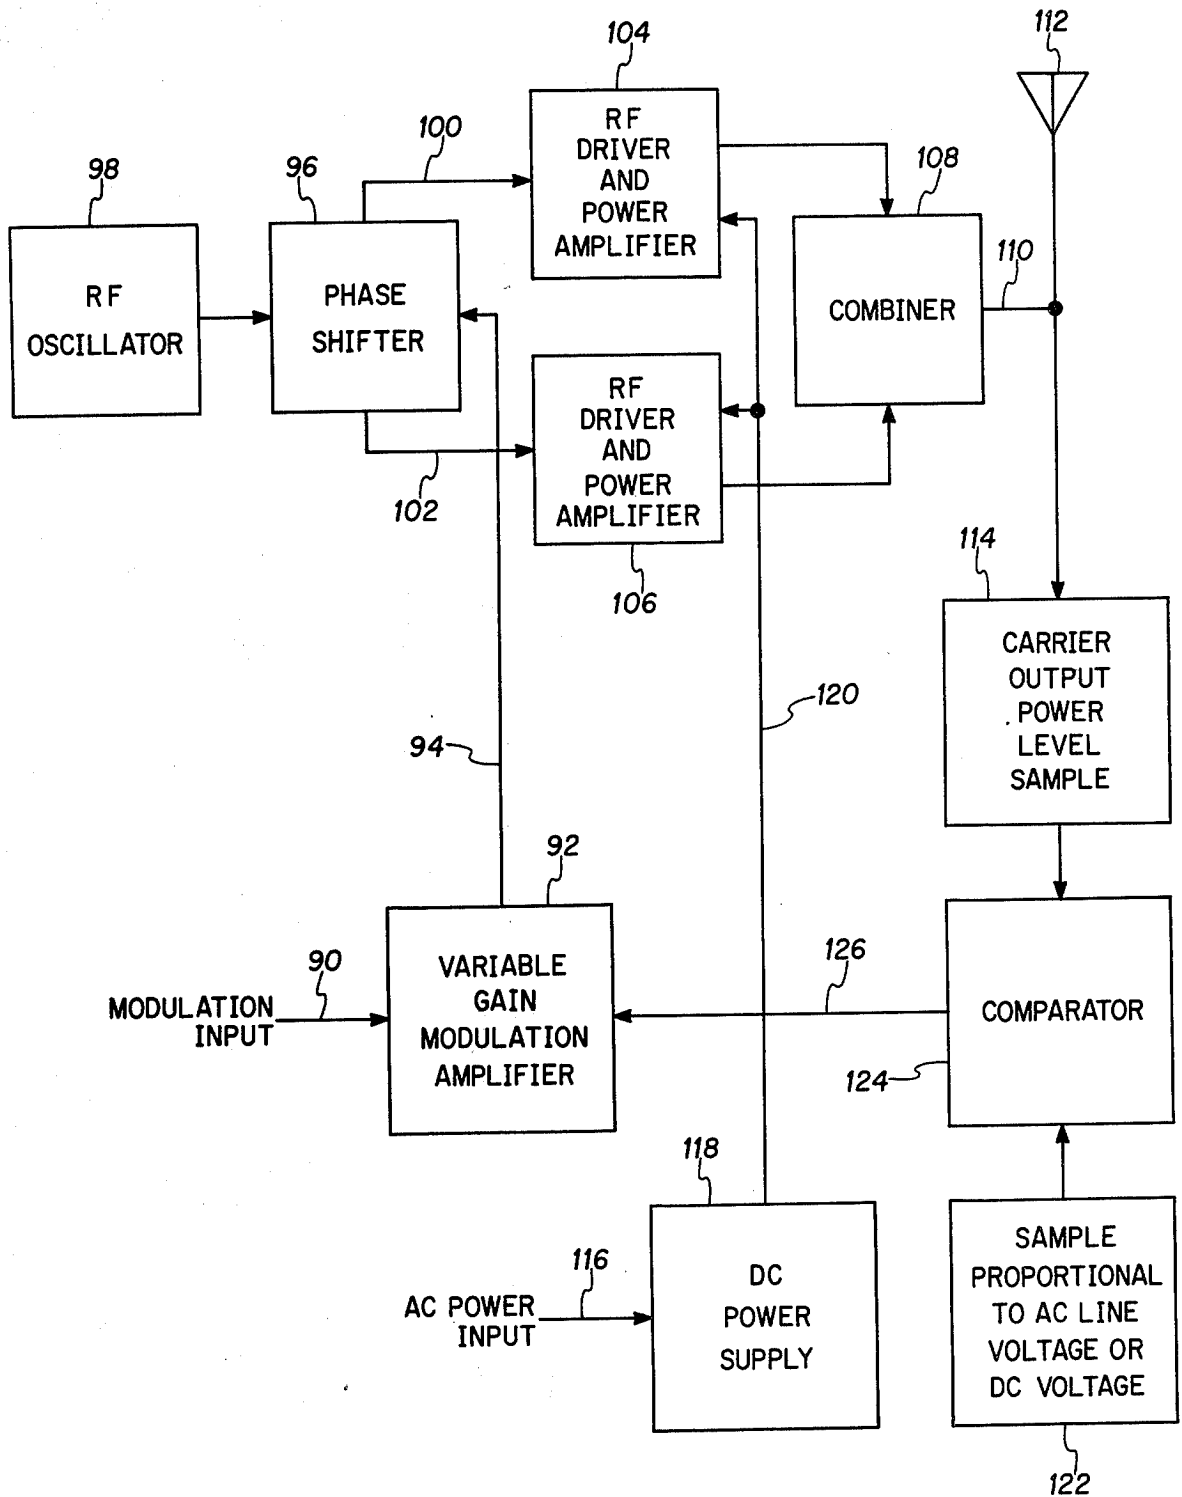 112
104
RF
DRIVER
AND
POWER
AMPLIFIER
100
98
96
108
RF
OSCILLATOR
PHASE
SHIFTER
110
COMBINER
RF
DRIVER
AND
POWER
AMPLIFIER
102
106
114
CARRIER
OUTPUT
POWER
LEVEL
SAMPLE
120
94
92
VARIABLE
GAIN
MODULATION
AMPLIFIER
90
MODULATION
INPUT
126
COMPARATOR
124
118
116
AC POWER
INPUT
DC
POWER
SUPPLY
SAMPLE
PROPORTIONAL
TO AC LINE
VOLTAGE OR
DC VOLTAGE
122